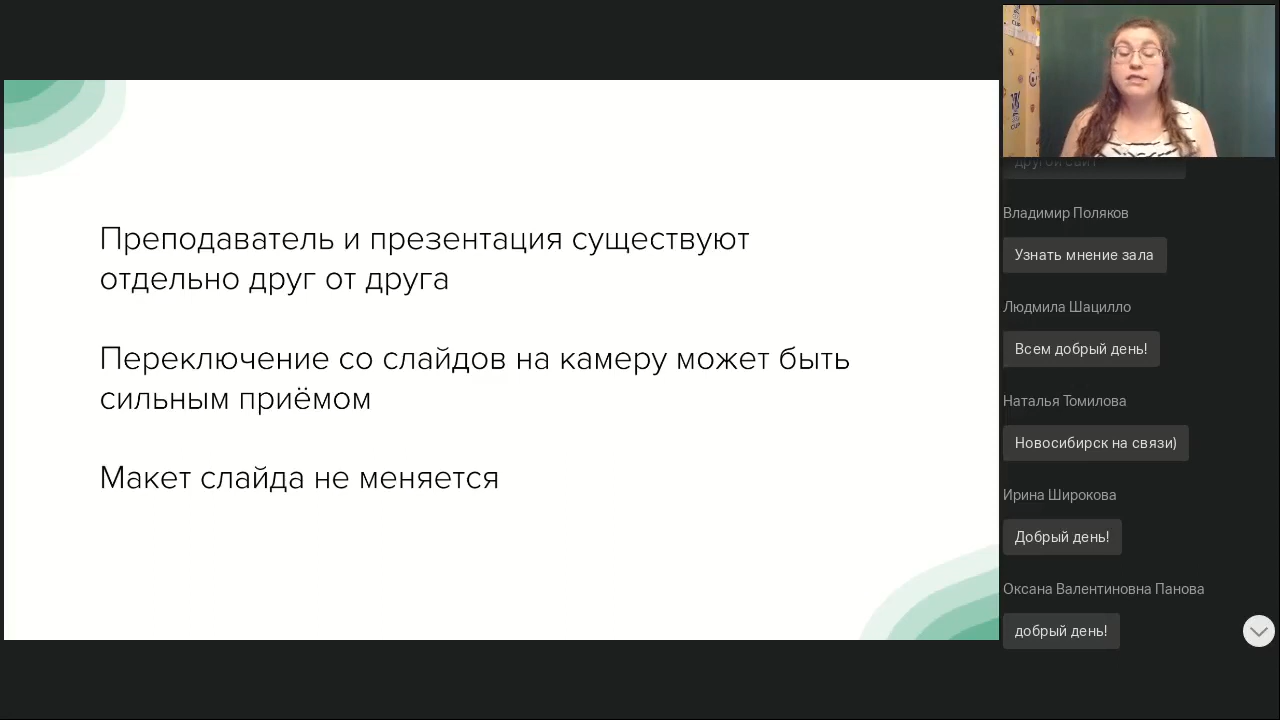 Преподаватель и презентация существуют
отдельно друг от друга
Переключение со слайдов на камеру может быть
сильным приёмом
Макет слайда не меняется
другой сайт
Владимир Поляков
Узнать мнение зала
Людмила Шацилло
Всем добрый день!
Наталья Томилова
Новосибирск на связи)
Ирина Широкова
Добрый день!
Оксана Валентиновна Панова
добрый день!